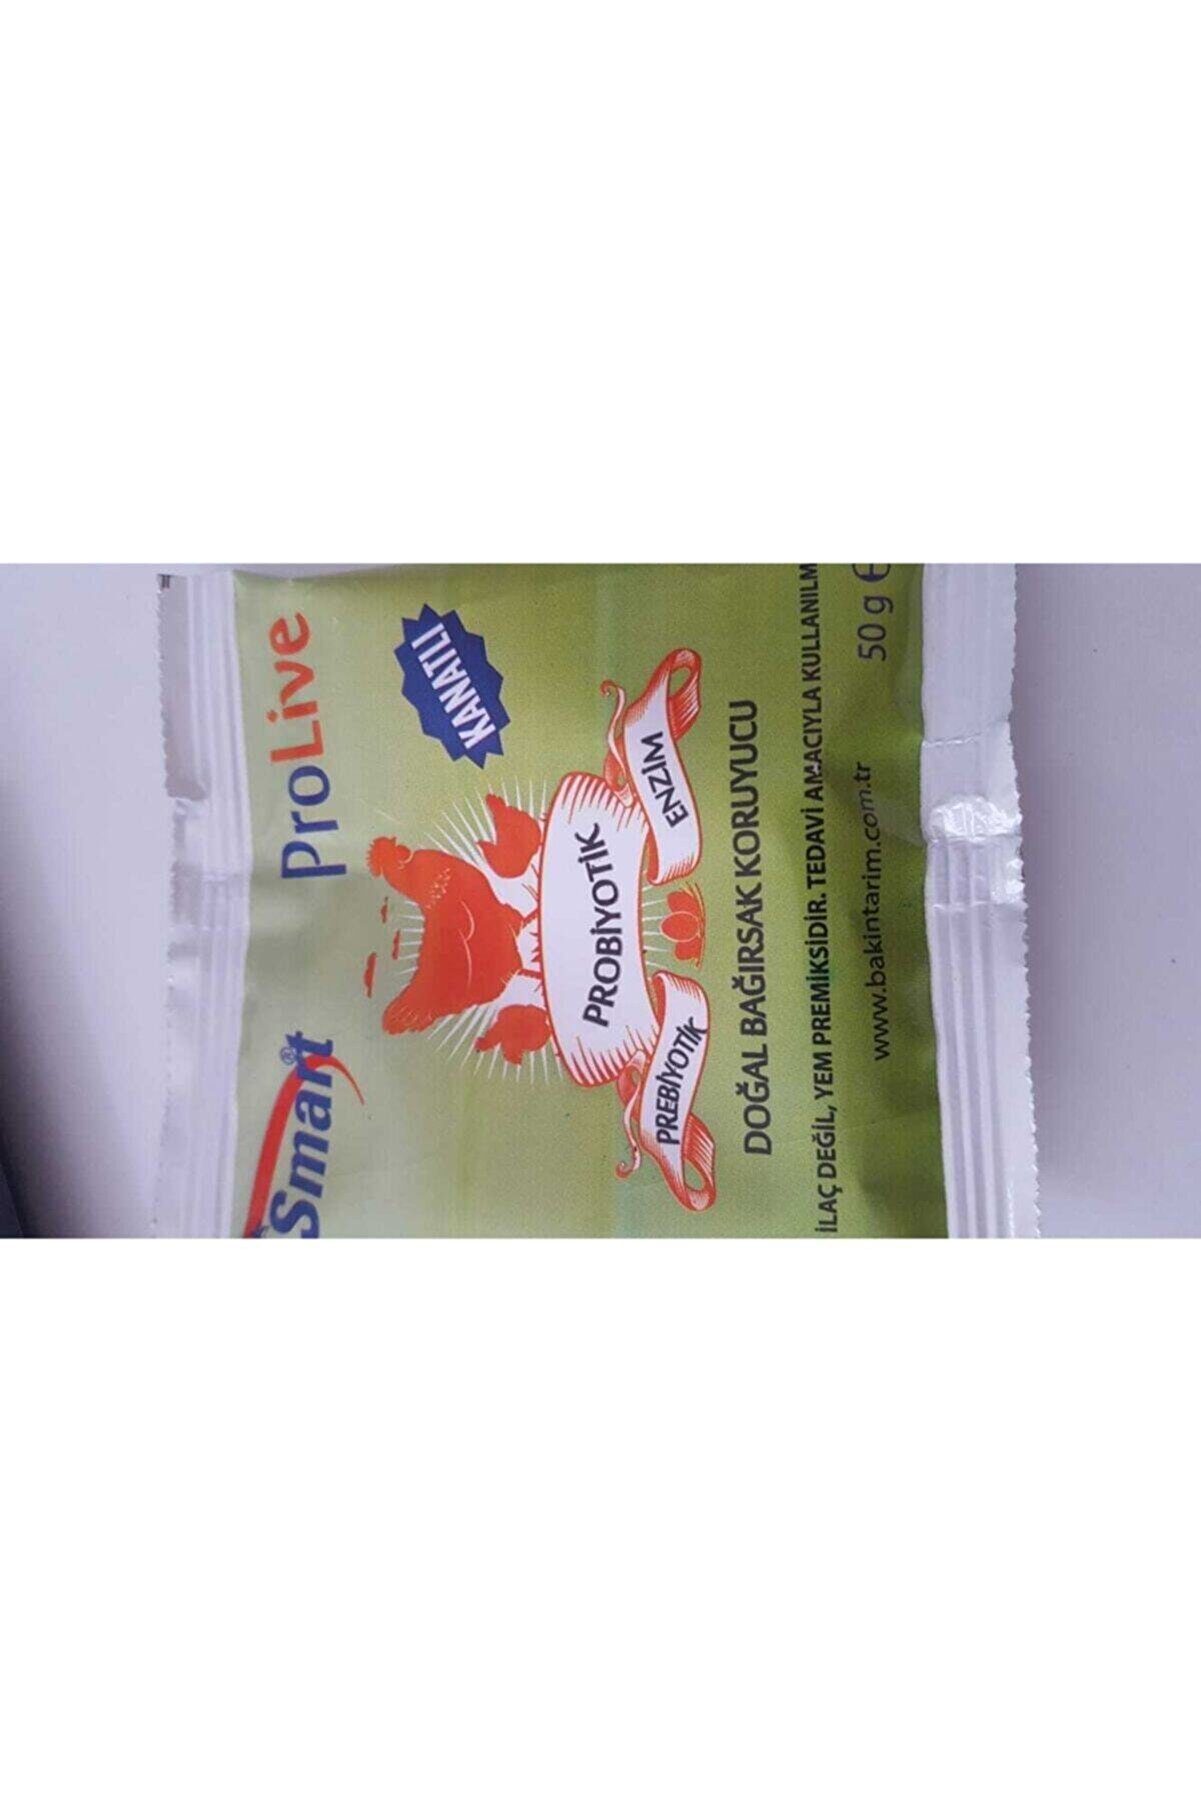 Smart® ProLive
KANATLI
PROBİYOTİK
PREBİYOTİK ENZİM
DOĞAL BAĞIRSAK KORUYUCU
İLAÇ DEĞİL, YEM PREMİKSİDİR. TEDAVİ AMACIYLA KULLANILM
www.bakintarim.com.tr 50 g e